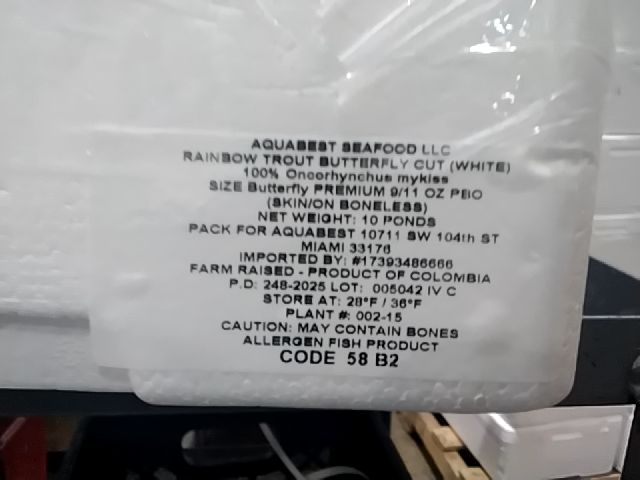 AQUABEST SEAFOOD LLC
RAINBOW TROUT BUTTERFLY CUT (WHITE)
100% Oncorhynchus mykiss
SIZE Butterfly PREMIUM 9/11 OZ PBO
(SKIN/ON BONELESS)
NET WEIGHT: 10 PONDS
PACK FOR AQUABEST 10711 SW 104th ST
MIAMI 33176
IMPORTED BY: #17393486666
FARM RAISED - PRODUCT OF COLOMBIA
P.D: 248-2025 LOT: 005042 IV C
STORE AT: 28°F / 36°F
PLANT #: 002-15
CAUTION: MAY CONTAIN BONES
ALLERGEN FISH PRODUCT
CODE 58 B2